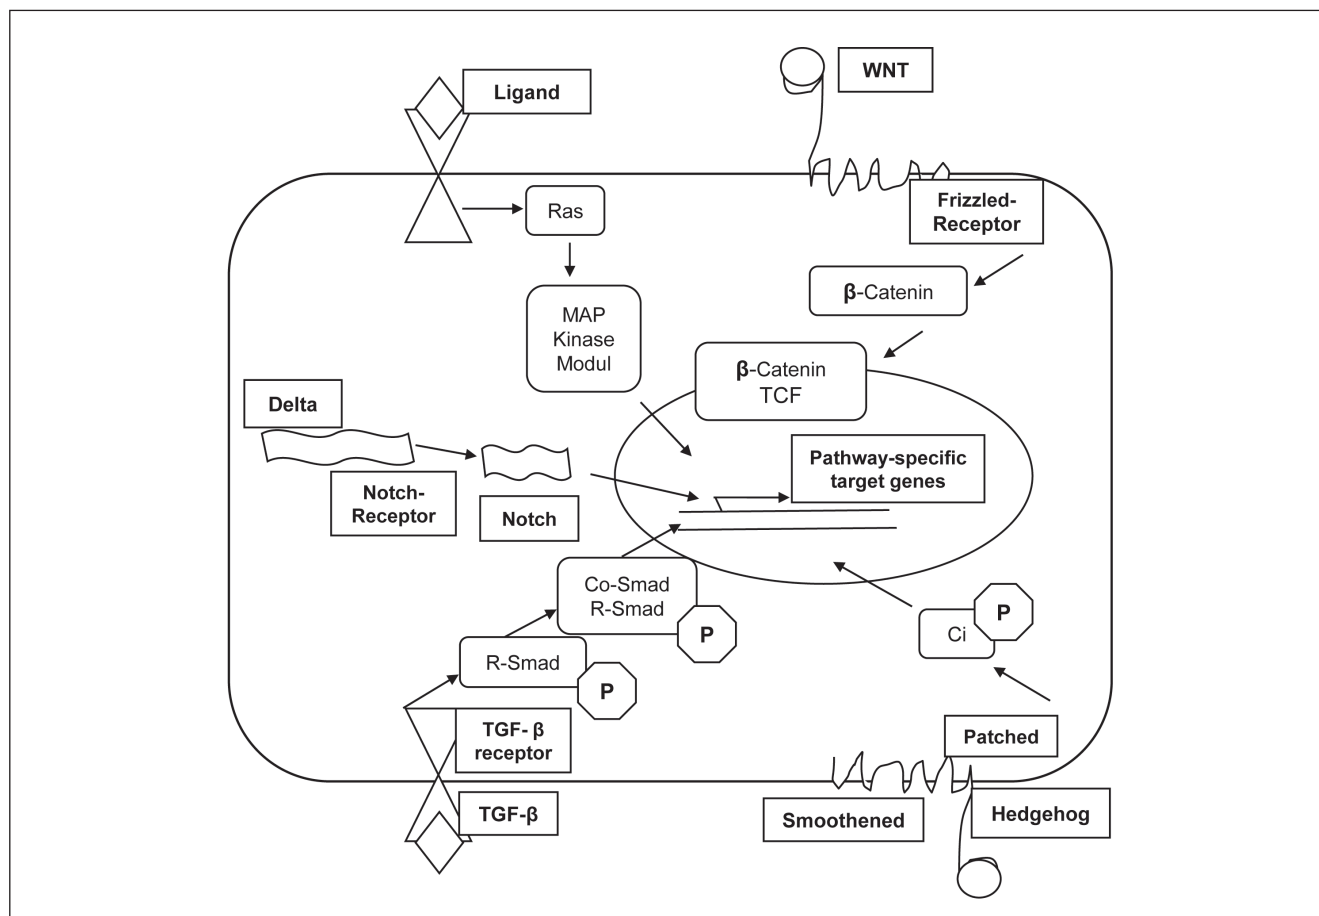 Ligand
WNT
Ras
Frizzled-
Receptor
β-Catenin
MAP
Kinase
Modul
β-Catenin
TCF
Delta
Pathway-specific
target genes
Notch-
Receptor
Notch
Co-Smad
R-Smad
P
Ci
P
R-Smad
P
TGF- β
receptor
Patched
TGF-β
Smoothened
Hedgehog